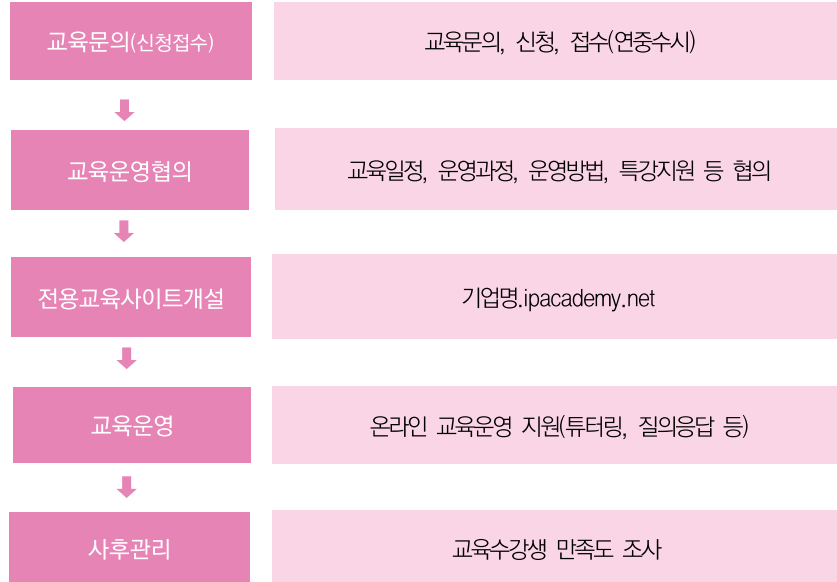 교육문의(신청접수)
교육문의, 신청, 접수(연중수시)
교육운영협의
교육일정, 운영과정, 운영방법, 특강지원 등 협의
전용교육사이트개설
기업명.ipacademy.net
교육운영
온라인 교육운영 지원(튜터링, 질의응답 등)
사후관리
교육수강생 만족도 조사